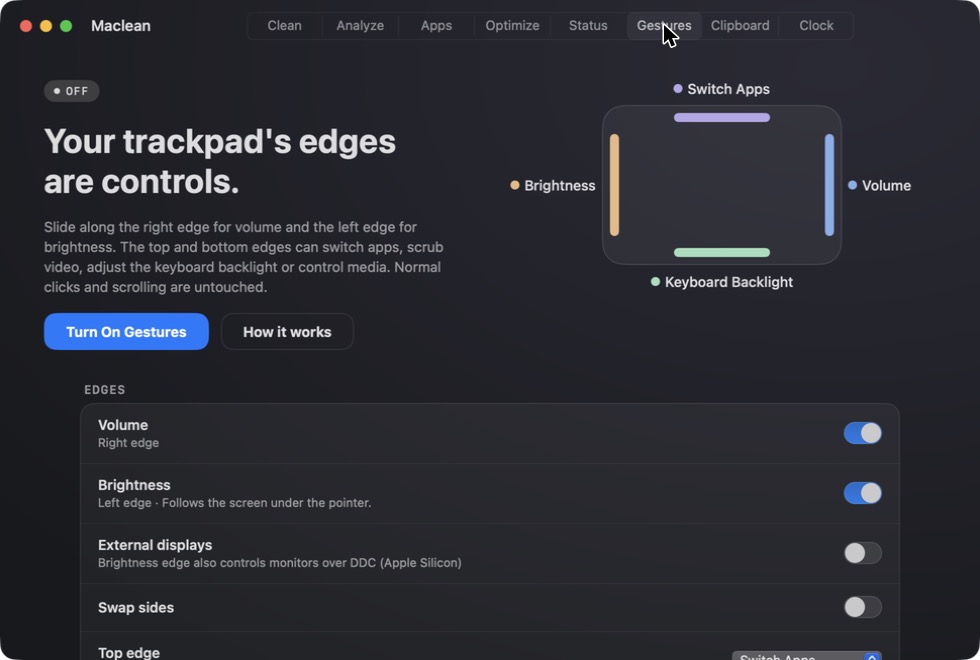 Maclean
Clean
Analyze
Apps
Optimize
Status
Gestures
Clipboard
Clock
OFF
Your trackpad's edges
are controls.
Slide along the right edge for volume and the left edge for
brightness. The top and bottom edges can switch apps, scrub
video, adjust the keyboard backlight or control media. Normal
clicks and scrolling are untouched.
Turn On Gestures
How it works
Switch Apps
Brightness
Volume
Keyboard Backlight
EDGES
Volume
Right edge
Brightness
Left edge · Follows the screen under the pointer.
External displays
Brightness edge also controls monitors over DDC (Apple Silicon)
Swap sides
Top edge
Switch Apps